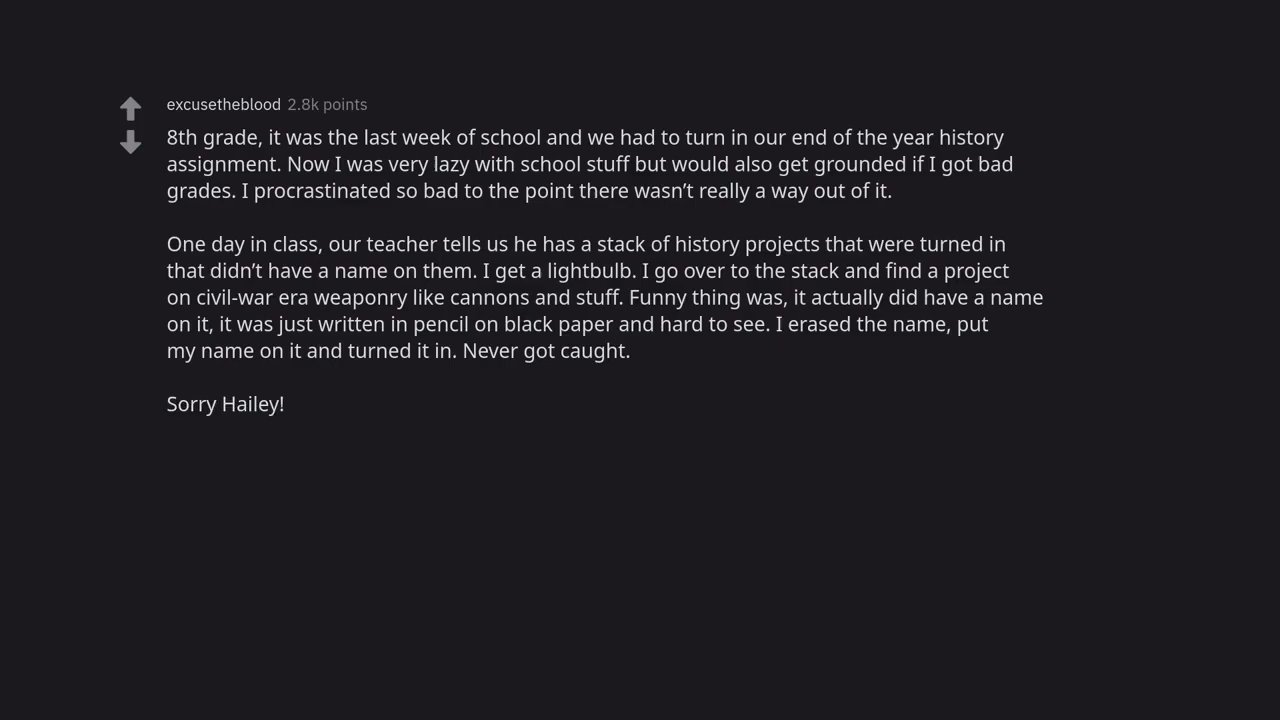 excusetheblood 2.8k points
8th grade, it was the last week of school and we had to turn in our end of the year history
assignment. Now I was very lazy with school stuff but would also get grounded if I got bad
grades. I procrastinated so bad to the point there wasn’t really a way out of it.
One day in class, our teacher tells us he has a stack of history projects that were turned in
that didn’t have a name on them. I get a lightbulb. I go over to the stack and find a project
on civil-war era weaponry like cannons and stuff. Funny thing was, it actually did have a name
on it, it was just written in pencil on black paper and hard to see. I erased the name, put
my name on it and turned it in. Never got caught.
Sorry Hailey!